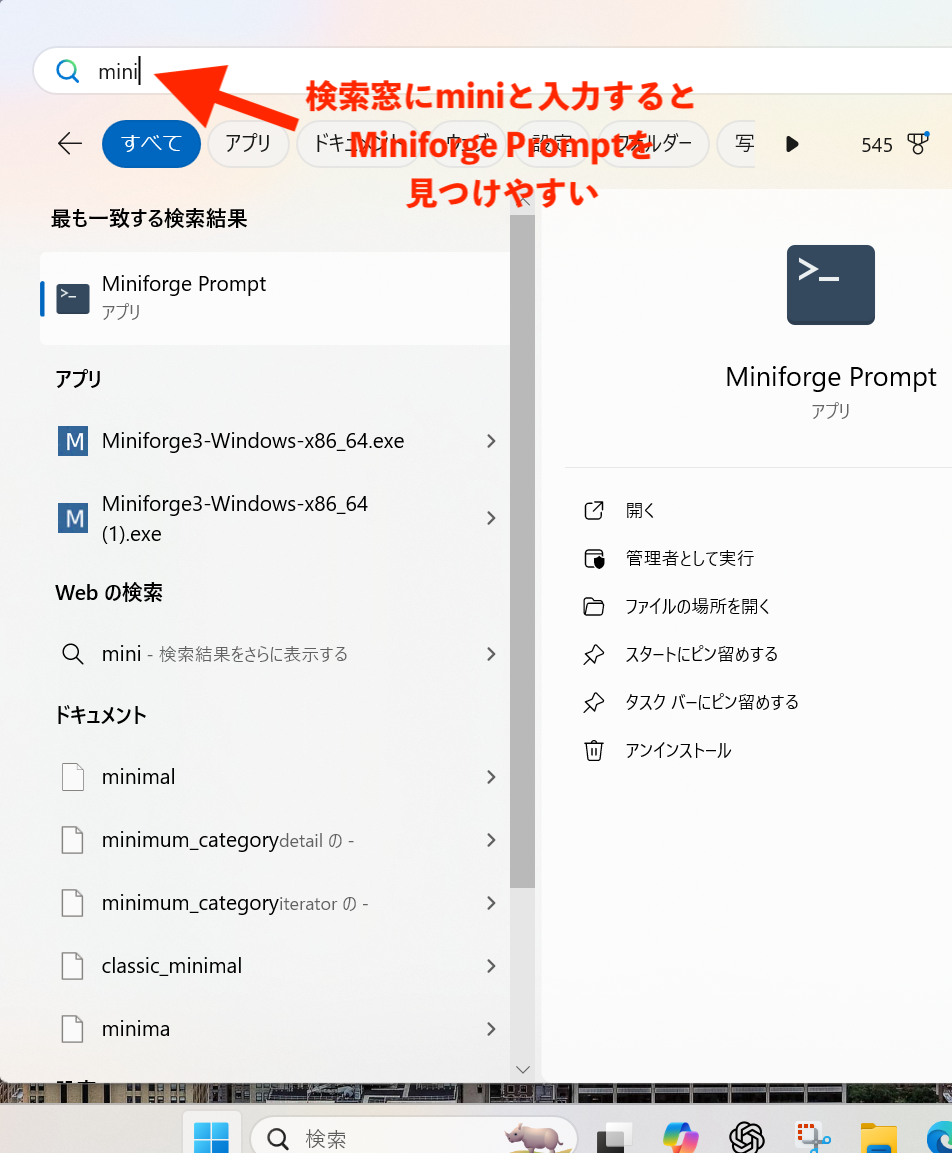 mini
検索窓にminiと入力すると
Miniforge Promptを
見つけやすい
すべて
アプリ
ドキュメント
ウェブ
設定
フォルダー
写
545
最も一致する検索結果
Miniforge Prompt
アプリ
アプリ
Miniforge3-Windows-x86_64.exe
Miniforge3-Windows-x86_64
(1).exe
Web の検索
mini - 検索結果をさらに表示する
ドキュメント
minimal
minimum_categorydetail の -
minimum_categoryiterator の -
classic_minimal
minima
Miniforge Prompt
アプリ
開く
管理者として実行
ファイルの場所を開く
スタートにピン留めする
タスク バーにピン留めする
アンインストール
検索